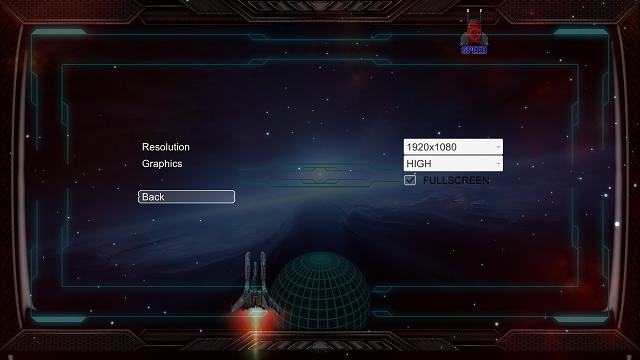 SPEED
Resolution 1920x1080
Graphics HIGH
FULLSCREEN
Back